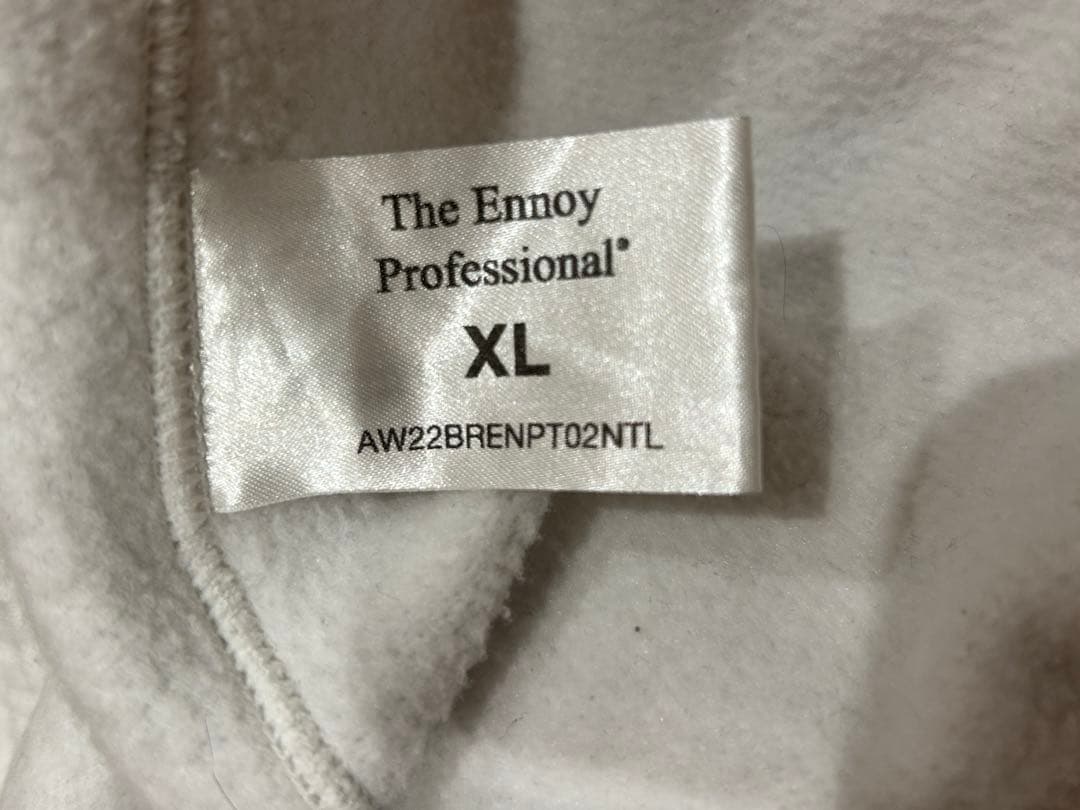 The Ennoy
Professional®
XL
AW22BRENPT02NTL